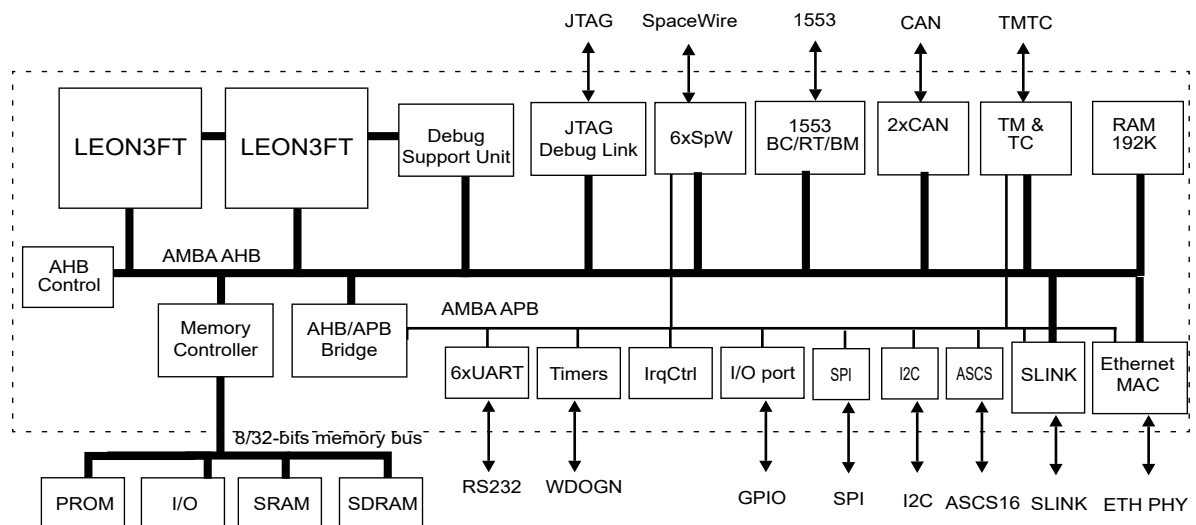 JTAG
SpaceWire
1553
CAN
TMTC
LEON3FT
LEON3FT
Debug
Support Unit
JTAG
Debug Link
6xSpW
1553
BC/RT/BM
2xCAN
TM &
TC
RAM
192K
AHB
Control
AMBA AHB
Memory
Controller
AHB/APB
Bridge
AMBA APB
6xUART
Timers
IrqCtrl
I/O port
SPI
I2C
ASCS
SLINK
Ethernet
MAC
8/32-bits memory bus
PROM
I/O
SRAM
SDRAM
RS232
WDOGN
GPIO
SPI
I2C
ASCS16
SLINK
ETH PHY